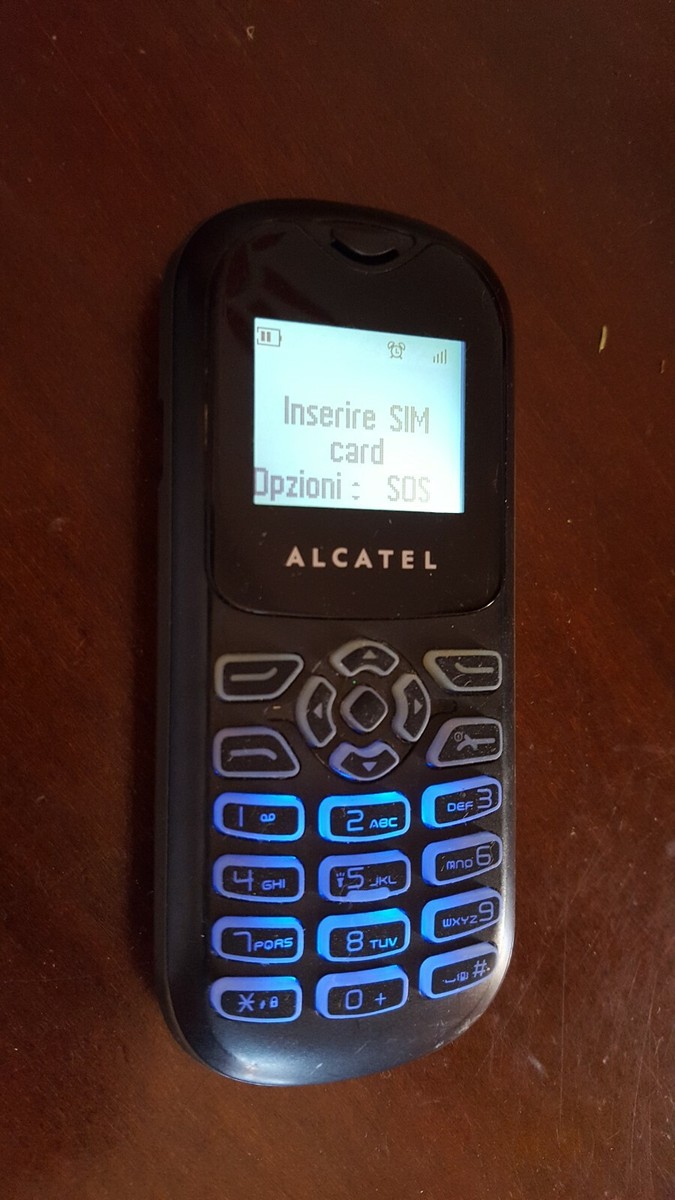 Inserire SIM
card
Opzioni SOS
ALCATEL
1
2 ABC
DEF 3
4 GHI
5 JKL
mno 6
7 PQRS
8 TUV
WXYZ 9
*
0 +
#